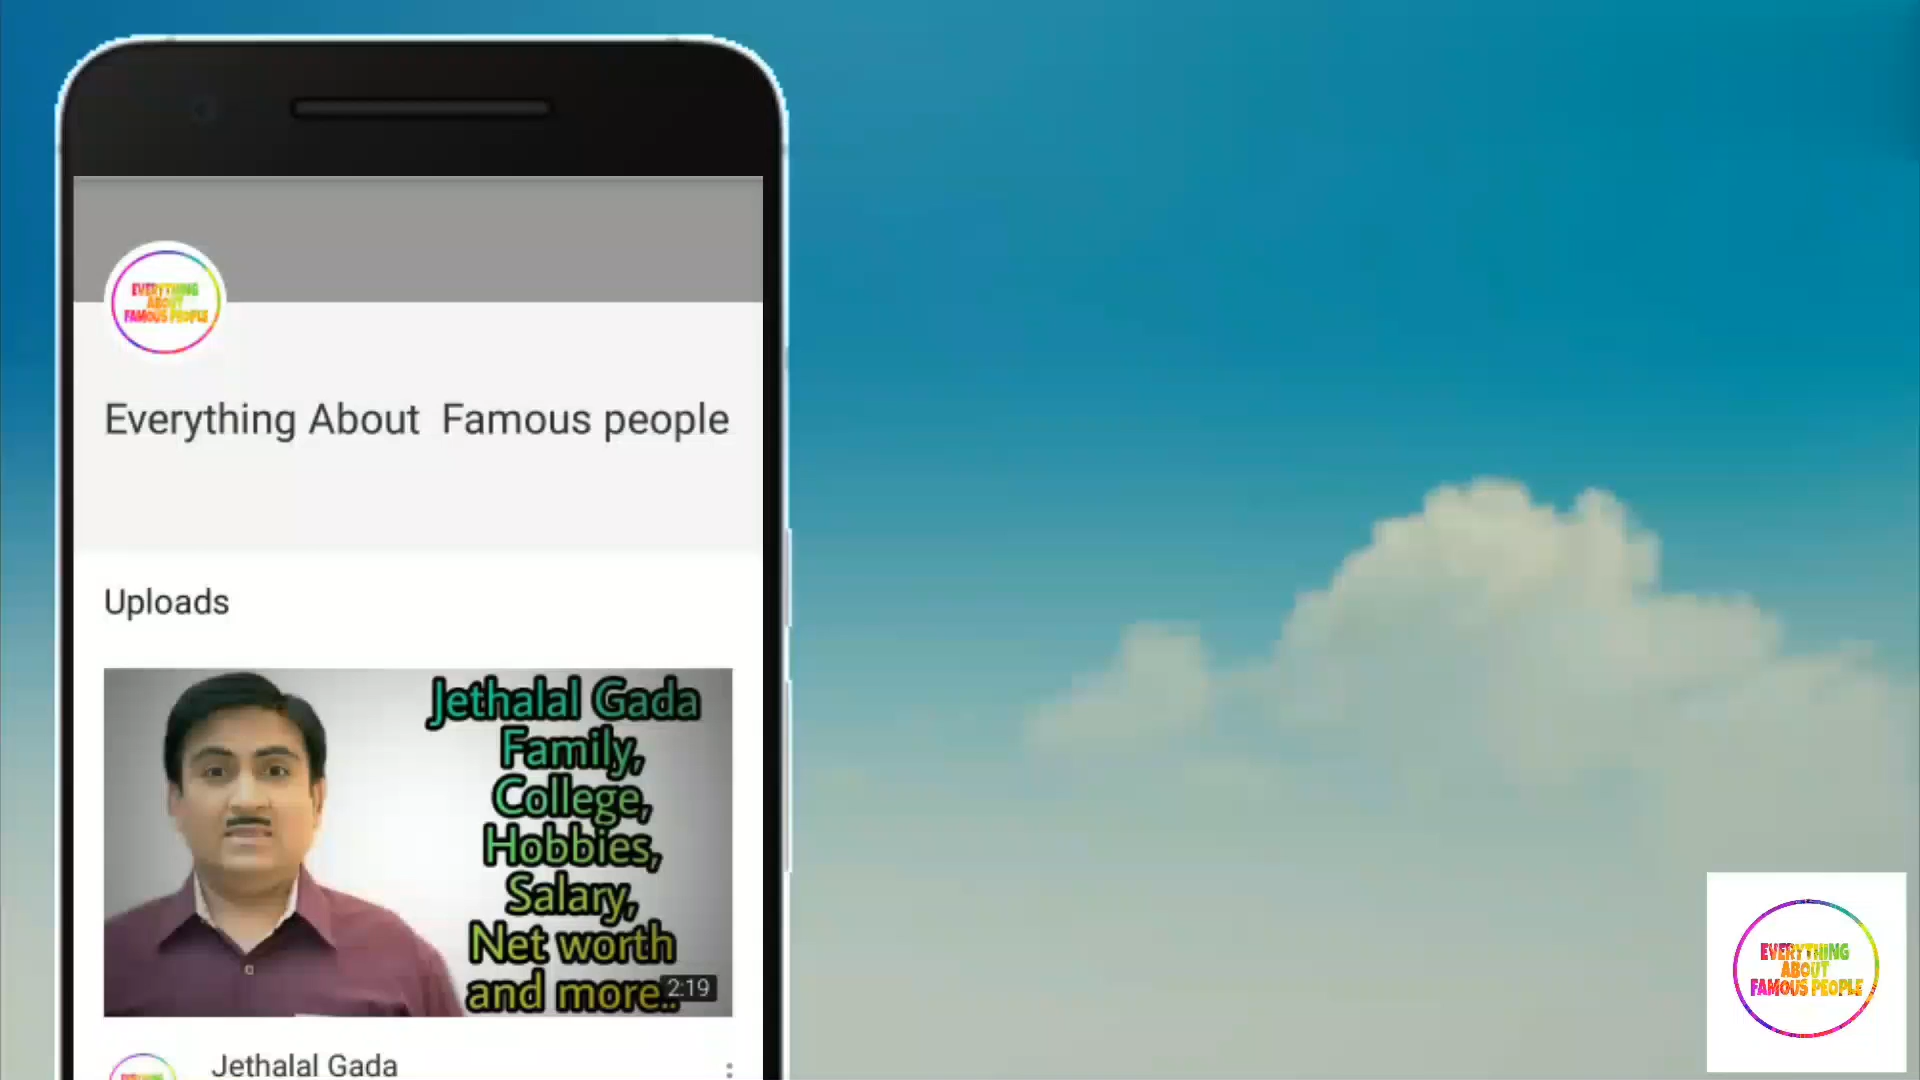 EVERYTHING
ABOUT
FAMOUS PEOPLE
Everything About Famous people
Uploads
Jethalal Gada
Family,
College,
Hobbies,
Salary,
Net worth
and more..
2:19
Jethalal Gada
EVERYTHING
EVERYTHING
ABOUT
FAMOUS PEOPLE